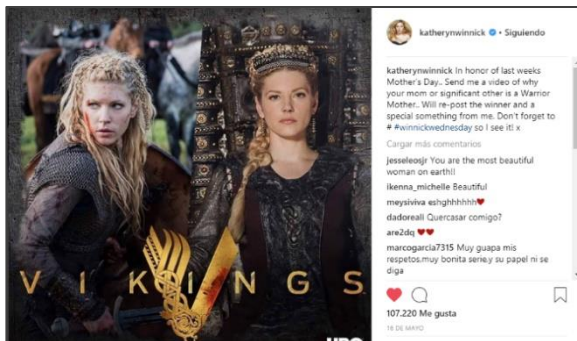 VIKINGS
HBO
katherynwinnick • Siguiendo
katherynwinnick In honor of last weeks
Mother's Day.. Send me a video of why
your mom or significant other is a Warrior
Mother.. Will re-post the winner and a
special something from me. Don't forget to
# #winnickwednesday so I see it! x
Cargar más comentarios
jesseleosjr You are the most beautiful
woman on earth!!
ikenna_michelle Beautiful
meysiviva eshghhhhhh❤
dadoreali Quercasar comigo?
are2dq ❤❤
marcogarcia7315 Muy guapa mis
respetos.muy bonita serie.y su papel ni se
diga
107.220 Me gusta
16 DE MAYO